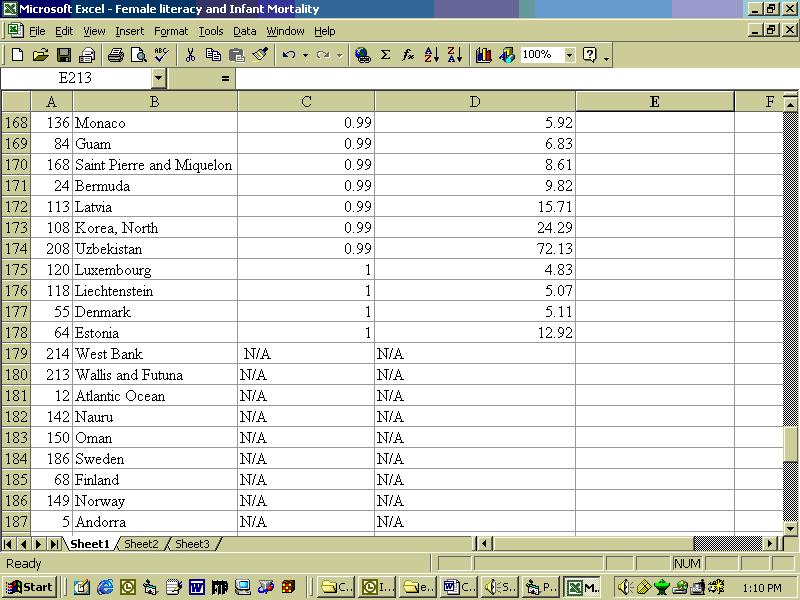 Microsoft Excel - Female literacy and Infant Mortality
File Edit View Insert Format Tools Data Window Help
100%
E213 =
A B C D E F
168 136 Monaco 0.99 5.92
169 84 Guam 0.99 6.83
170 168 Saint Pierre and Miquelon 0.99 8.61
171 24 Bermuda 0.99 9.82
172 113 Latvia 0.99 15.71
173 108 Korea, North 0.99 24.29
174 208 Uzbekistan 0.99 72.13
175 120 Luxembourg 1 4.83
176 118 Liechtenstein 1 5.07
177 55 Denmark 1 5.11
178 64 Estonia 1 12.92
179 214 West Bank N/A N/A
180 213 Wallis and Futuna N/A N/A
181 12 Atlantic Ocean N/A N/A
182 142 Nauru N/A N/A
183 150 Oman N/A N/A
184 186 Sweden N/A N/A
185 68 Finland N/A N/A
186 149 Norway N/A N/A
187 5 Andorra N/A N/A
Sheet1 Sheet2 Sheet3
Ready NUM
Start C.. I... e... C.. S.. P.. M.. 1:10 PM